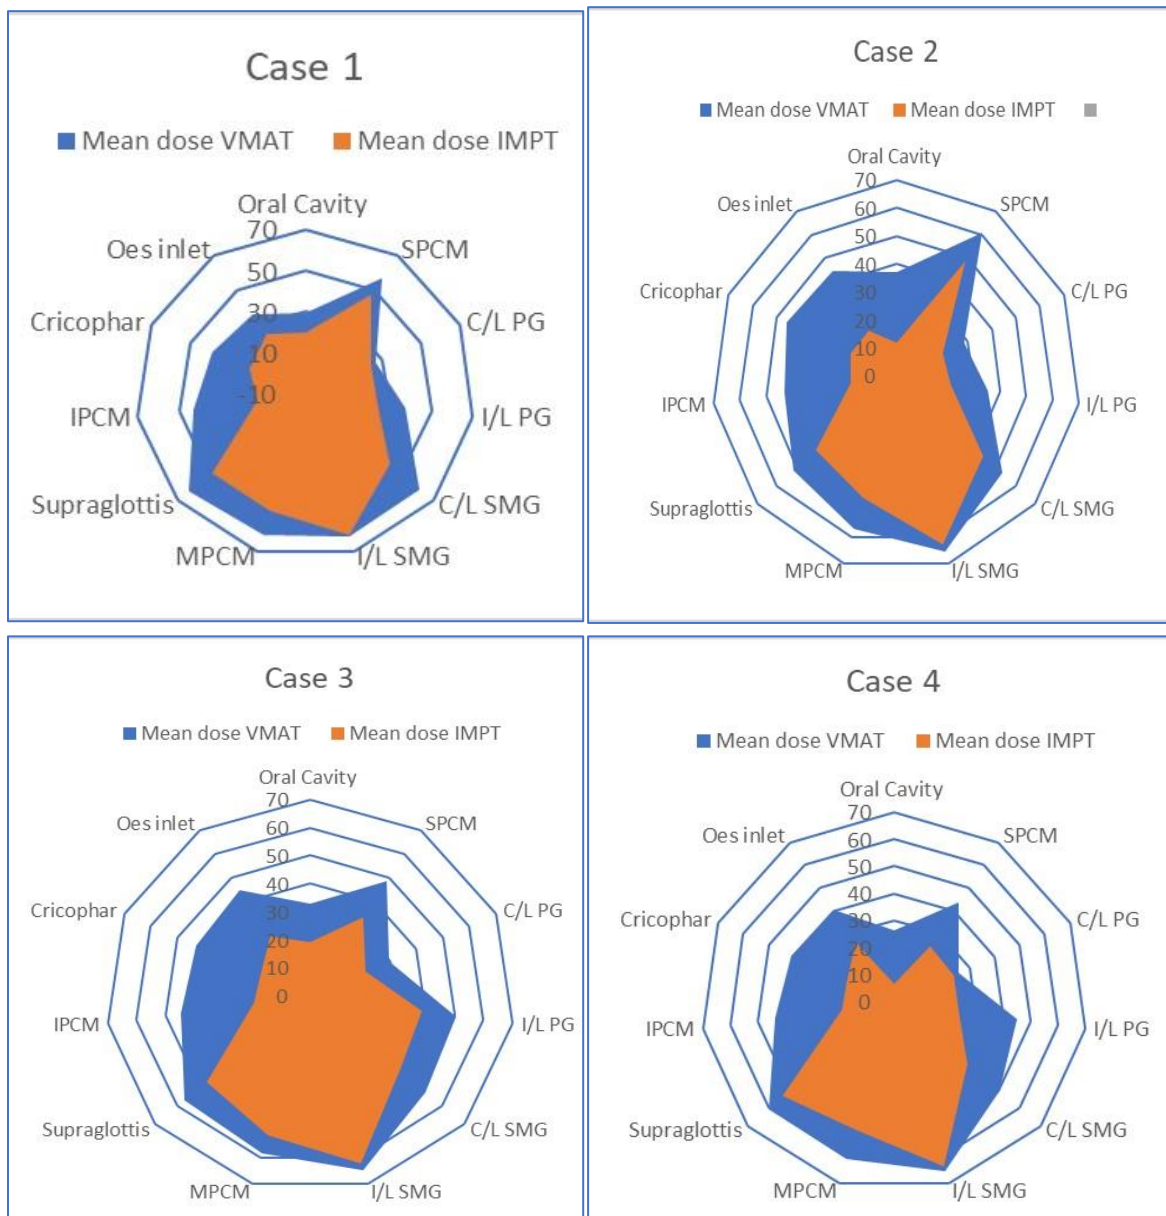 Case 1
Mean dose VMAT Mean dose IMPT
Oral Cavity
70
Oes inlet SPCM
50
Cricophar 30 C/L PG
10
-10
IPCM I/L PG
Supraglottis C/L SMG
MPCM I/L SMG
Case 2
Mean dose VMAT Mean dose IMPT
Oral Cavity
70
Oes inlet SPCM
60
50
40
Cricophar C/L PG
30
20
10
0
IPCM I/L PG
Supraglottis C/L SMG
MPCM I/L SMG
Case 3
Mean dose VMAT Mean dose IMPT
Oral Cavity
70
Oes inlet SPCM
60
50
40
Cricophar C/L PG
30
20
10
0
IPCM I/L PG
Supraglottis C/L SMG
MPCM I/L SMG
Case 4
Mean dose VMAT Mean dose IMPT
Oral Cavity
70
Oes inlet SPCM
60
50
40
Cricophar C/L PG
30
20
10
0
IPCM I/L PG
Supraglottis C/L SMG
MPCM I/L SMG